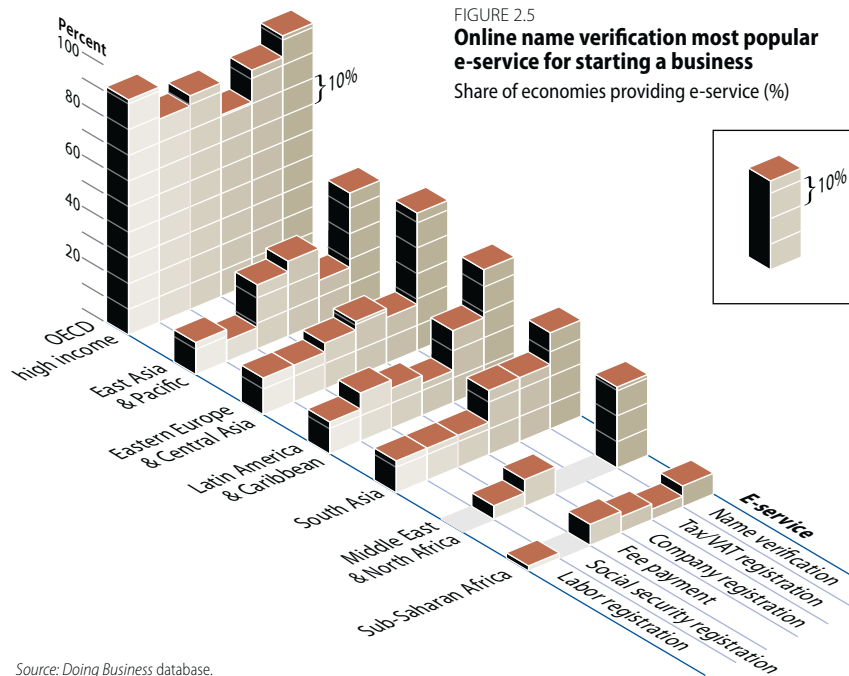 FIGURE 2.5
Online name verification most popular
e-service for starting a business
Share of economies providing e-service (%)
Percent
100
80
60
40
20
10%
10%
OECD
high income
East Asia
& Pacific
Eastern Europe
& Central Asia
Latin America
& Caribbean
South Asia
Middle East
& North Africa
Sub-Saharan Africa
E-service
Name verification
Tax/VAT registration
Company registration
Fee payment
Social security registration
Labor registration
Source: Doing Business database.